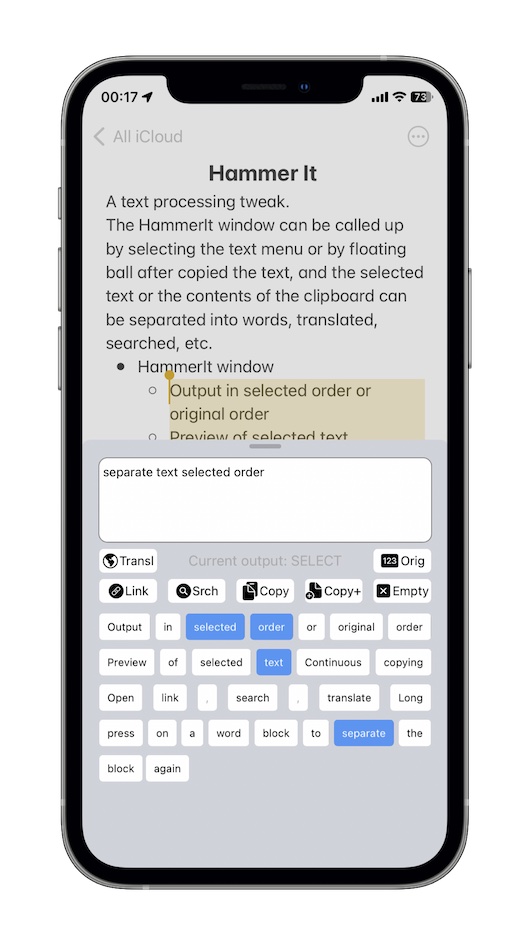 00:17 73
All iCloud
Hammer It
A text processing tweak.
The HammerIt window can be called up
by selecting the text menu or by floating
ball after copied the text, and the selected
text or the contents of the clipboard can
be separated into words, translated,
searched, etc.
HammerIt window
Output in selected order or
original order
Preview of selected text
separate text selected order
Transl Current output: SELECT 123 Orig
Link Srch Copy Copy+ Empty
Output in selected order or original order
Preview of selected text Continuous copying
Open link , search , translate Long
press on a word block to separate the
block again